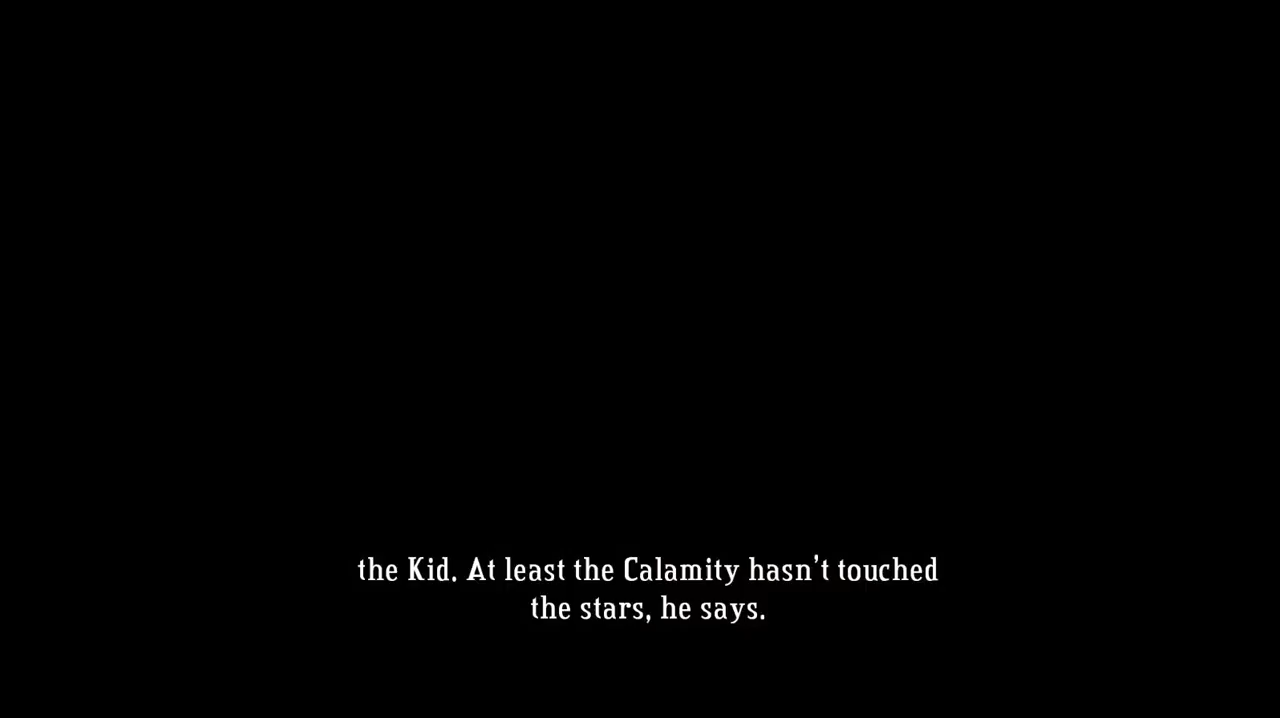 the Kid. At least the Calamity hasn't touched
the stars, he says.